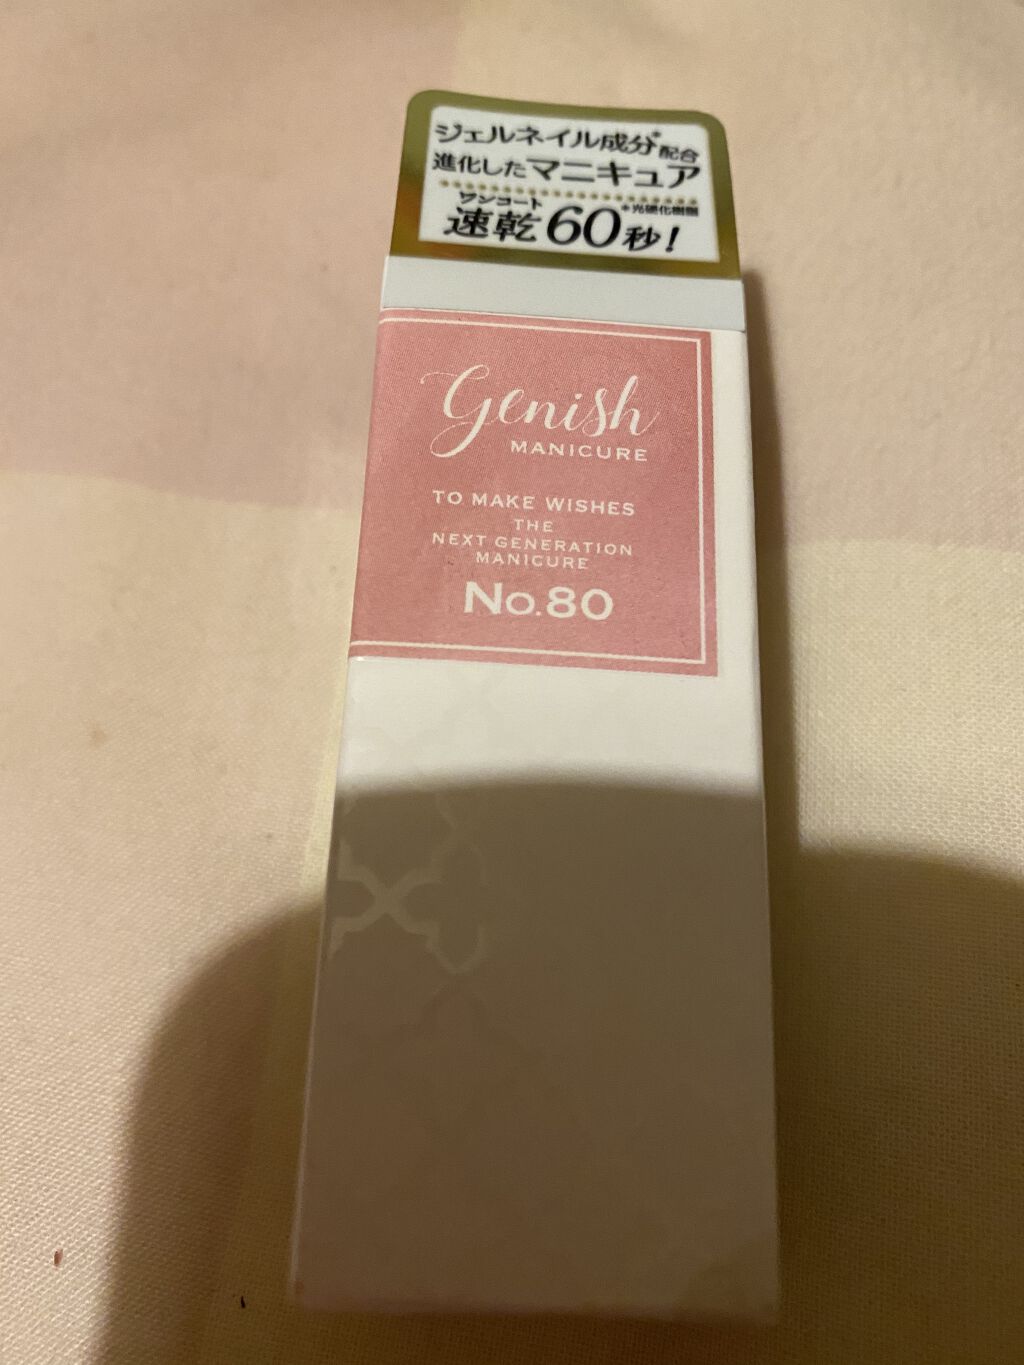 ジェルネイル成分*配合
進化したマニキュア
ワンコート *光硬化樹脂
速乾60秒!
Genish
MANICURE
TO MAKE WISHES
THE
NEXT GENERATION
MANICURE
No.80